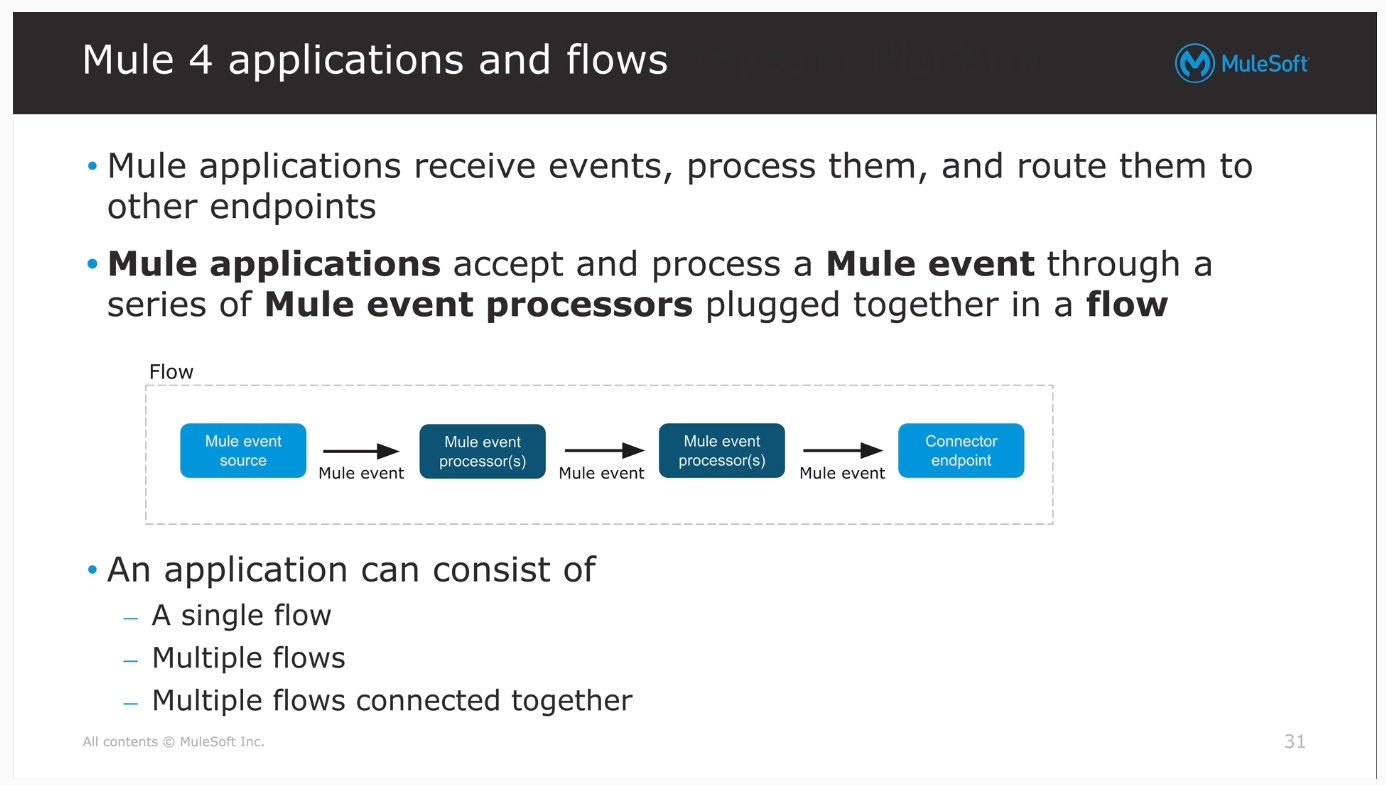 Mule 4 applications and flows
MuleSoft
• Mule applications receive events, process them, and route them to
other endpoints
• Mule applications accept and process a Mule event through a
series of Mule event processors plugged together in a flow
Flow
Mule event
source
Mule event
Mule event
processor(s)
Mule event
Mule event
processor(s)
Mule event
Connector
endpoint
• An application can consist of
– A single flow
– Multiple flows
– Multiple flows connected together
All contents © MuleSoft Inc.
31